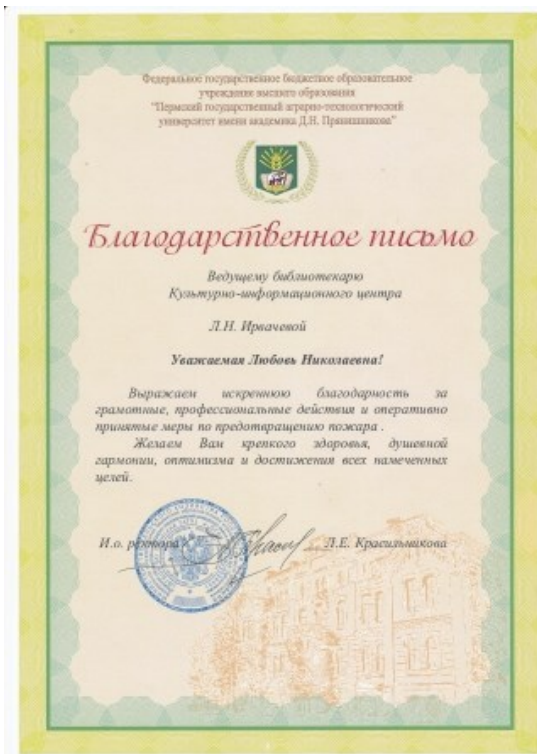 Федеральное государственное бюджетное образовательное
учреждение высшего образования
"Пермский государственный аграрно-технологический
университет имени академика Д.Н. Прянишникова"
Благодарственное письмо
Ведущему библиотекарю
Культурно-информационного центра
Л.Н. Ирвачевой
Уважаемая Любовь Николаевна!
Выражаем искреннюю благодарность за
грамотные, профессиональные действия и оперативно
принятые меры по предотвращению пожара .
Желаем Вам крепкого здоровья, душевной
гармонии, оптимизма и достижения всех намеченных
целей.
И.о. ректора Л.Е. Красильникова